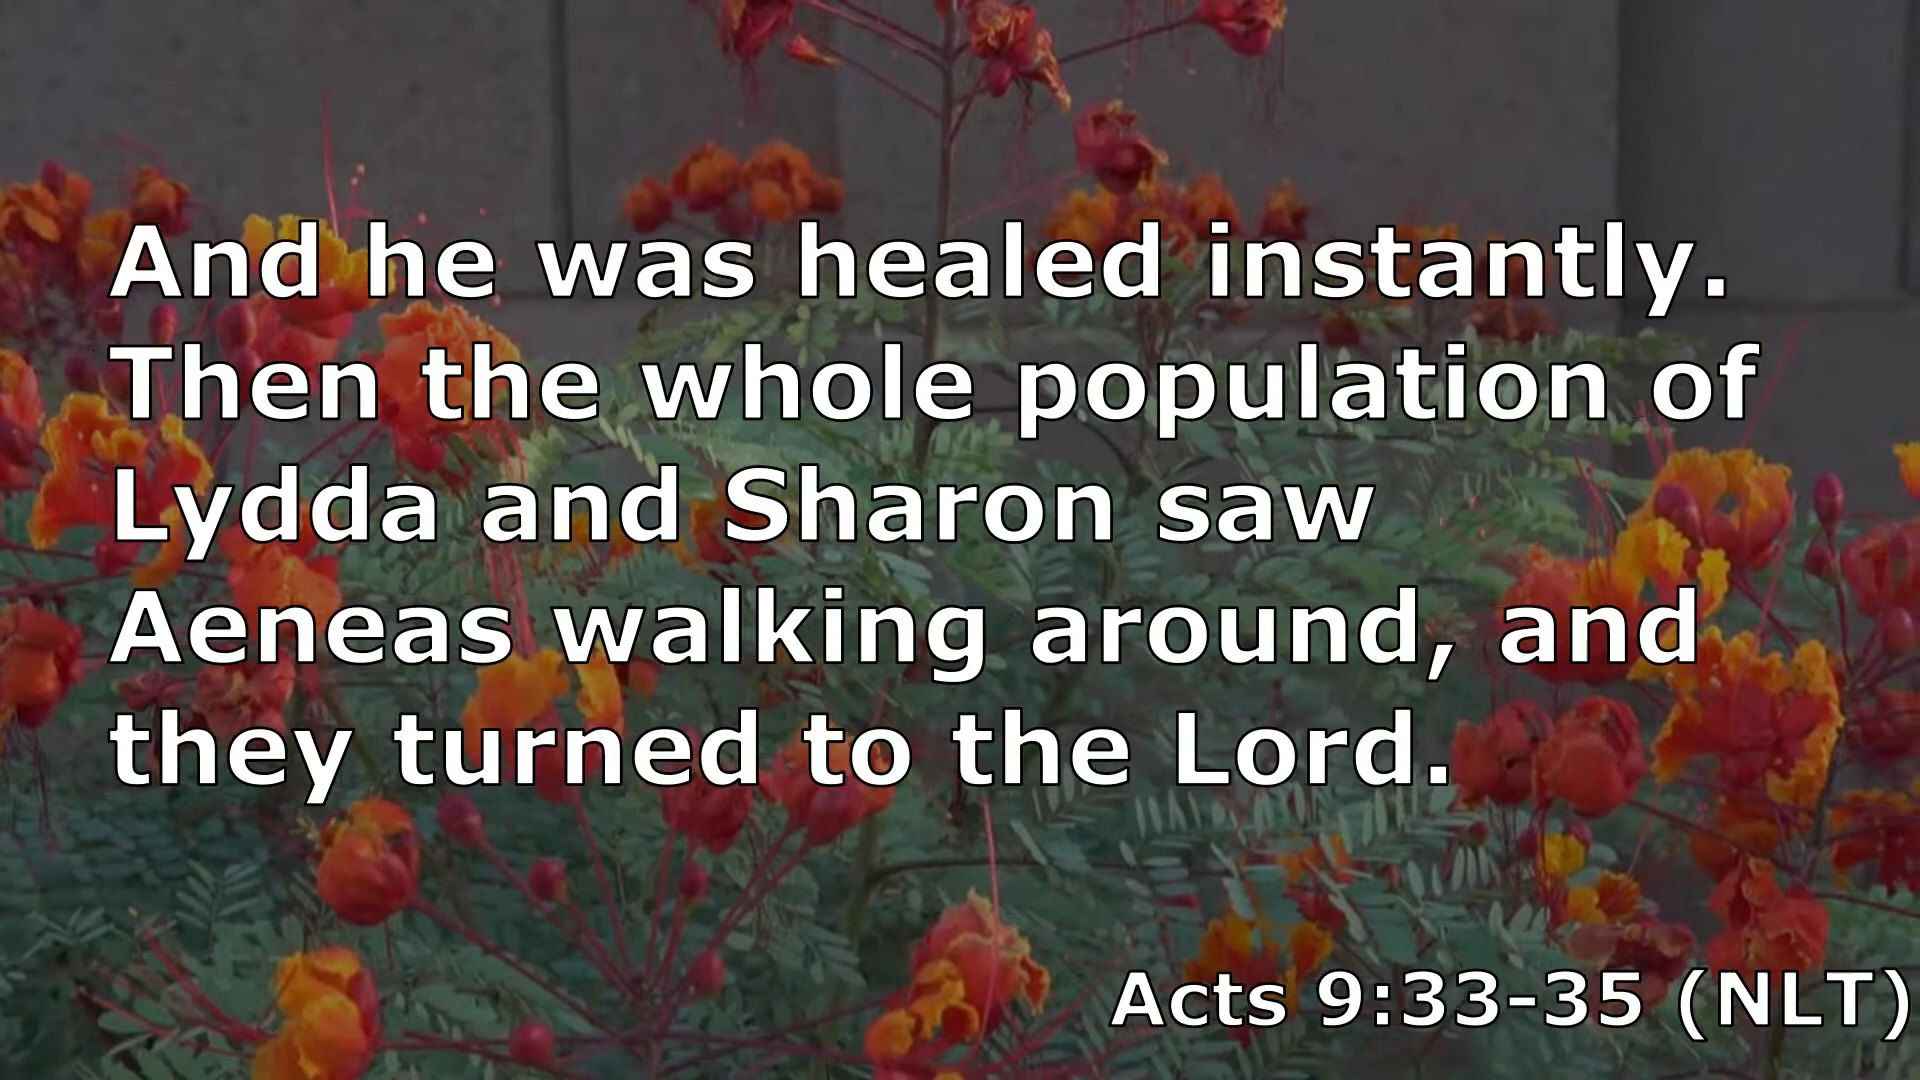 And he was healed instantly.
Then the whole population of
Lydda and Sharon saw
Aeneas walking around, and
they turned to the Lord.
Acts 9:33-35 (NLT)